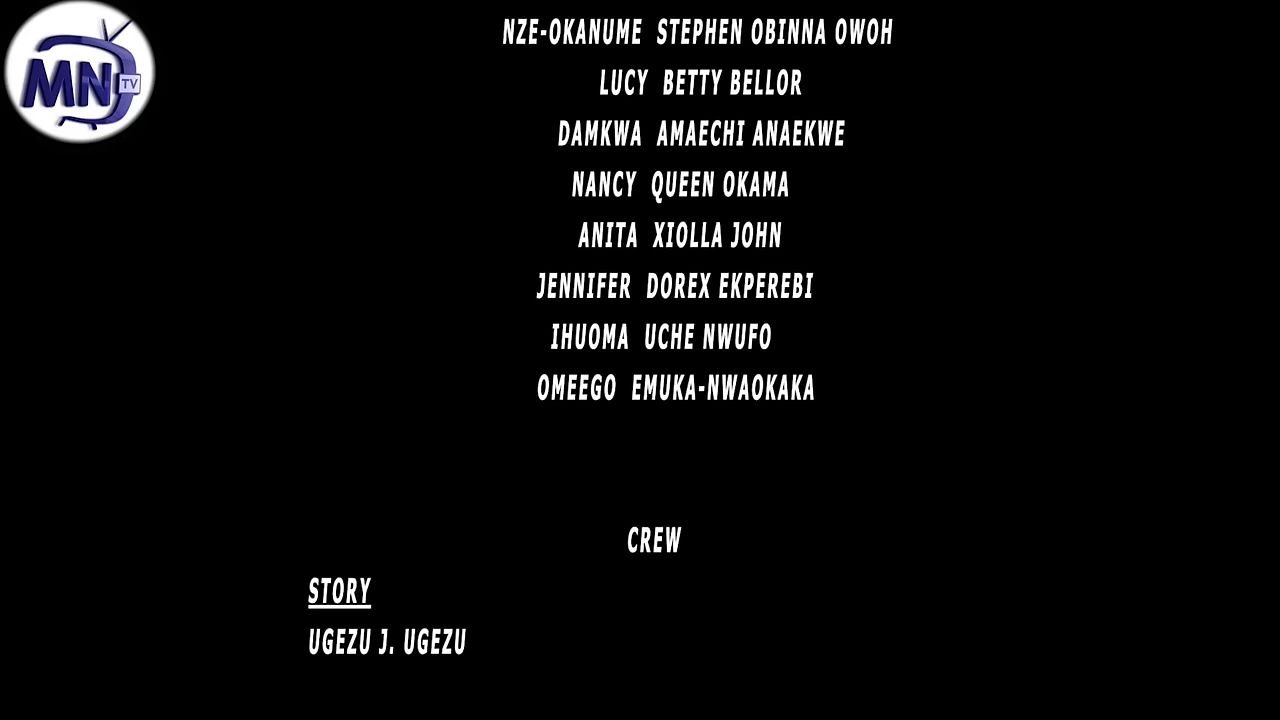 MN
TV
NZE-OKANUME STEPHEN OBINNA OWOH
LUCY BETTY BELLOR
DAMKWA AMAECHI ANAEKWE
NANCY QUEEN OKAMA
ANITA XIOLLA JOHN
JENNIFER DOREX EKPEREBI
IHUOMA UCHE NWUFO
OMEEGO EMUKA-NWAOKAKA
CREW
STORY
UGEZU J. UGEZU